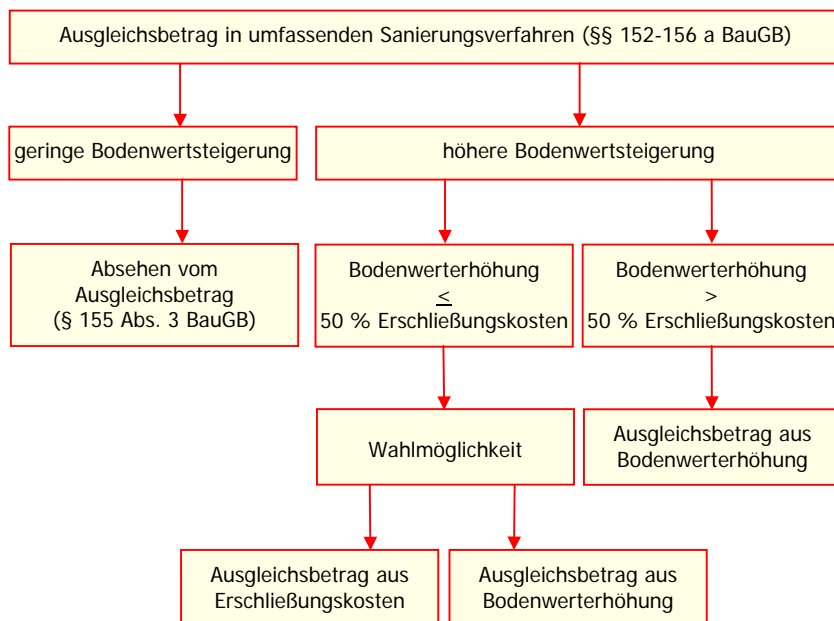 Ausgleichsbetrag in umfassenden Sanierungsverfahren (§§ 152-156 a BauGB)
geringe Bodenwertsteigerung
höhere Bodenwertsteigerung
Absehen vom
Ausgleichsbetrag
(§ 155 Abs. 3 BauGB)
Bodenwerterhöhung
≤
50 % Erschließungskosten
Bodenwerterhöhung
>
50 % Erschließungskosten
Wahlmöglichkeit
Ausgleichsbetrag aus
Bodenwerterhöhung
Ausgleichsbetrag aus
Erschließungskosten
Ausgleichsbetrag aus
Bodenwerterhöhung